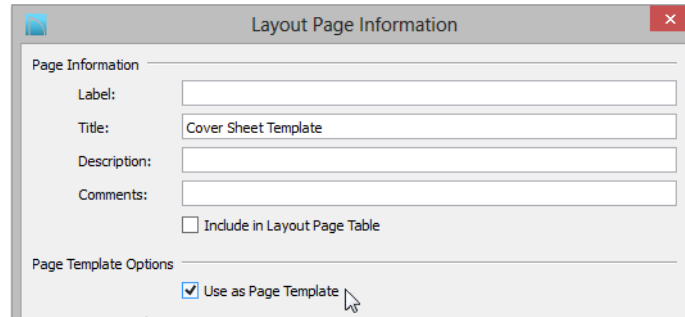 Layout Page Information
Page Information
Label:
Title: Cover Sheet Template
Description:
Comments:
Include in Layout Page Table
Page Template Options
Use as Page Template